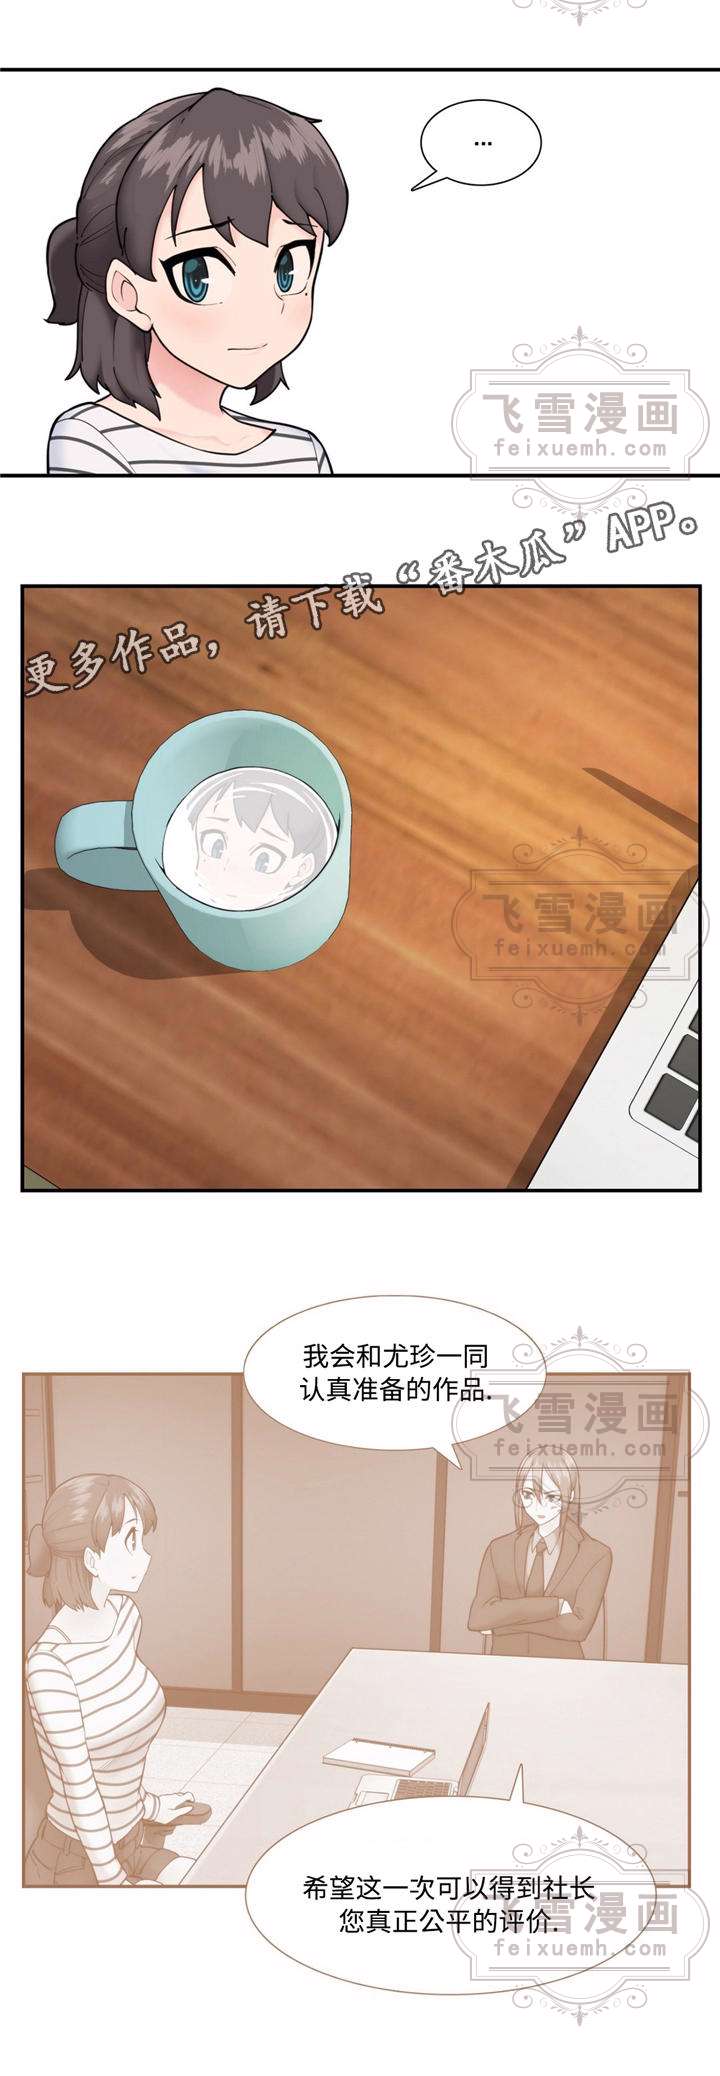 ...
飞雪漫画
feixuemh.com
更多作品，请下载“番木瓜”APP。
飞雪漫画
feixuemh.com
我会和尤珍一同
认真准备的作品.
飞雪漫画
feixuemh.com
希望这一次可以得到社长
您真正公平的评价.
飞雪漫画
feixuemh.com